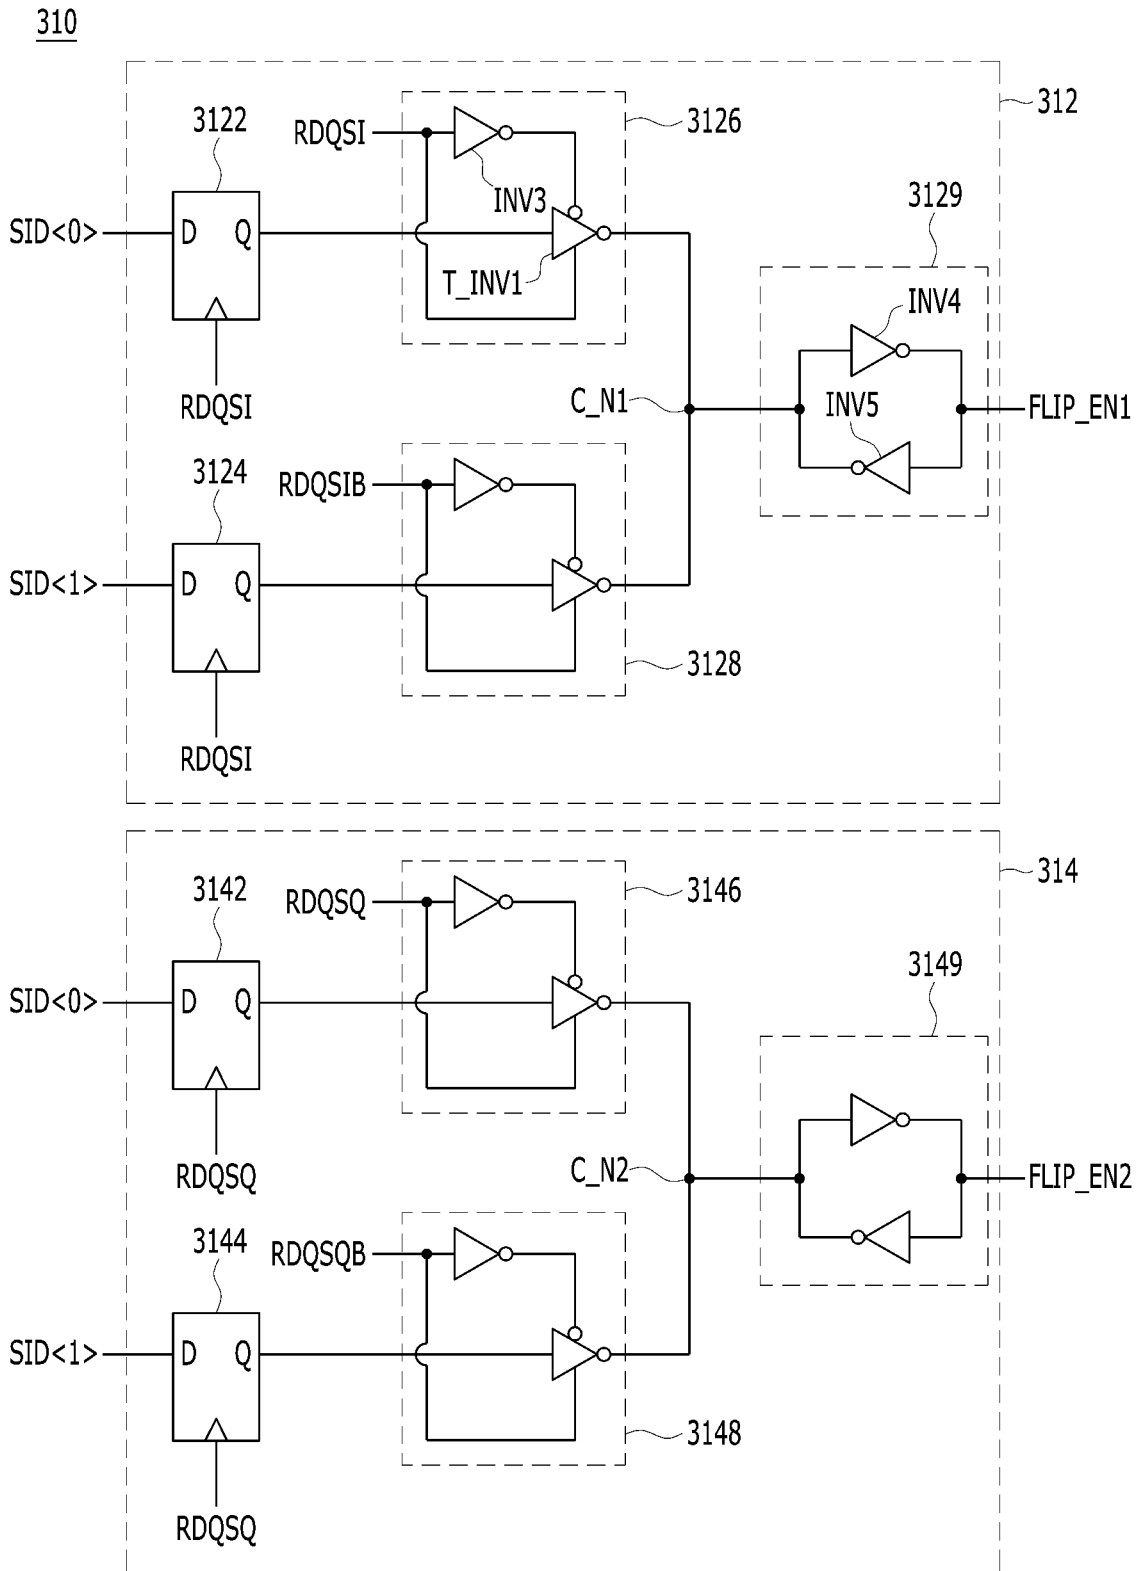 310
3122
RDQSI
3126
312
INV3
3129
SID<0>
D Q
T_INV1
INV4
RDQSI
C_N1
INV5
FLIP_EN1
3124
RDQSIB
SID<1>
D Q
3128
RDQSI
3142
RDQSQ
3146
314
3149
SID<0>
D Q
RDQSQ
C_N2
FLIP_EN2
3144
RDQSQB
SID<1>
D Q
3148
RDQSQ